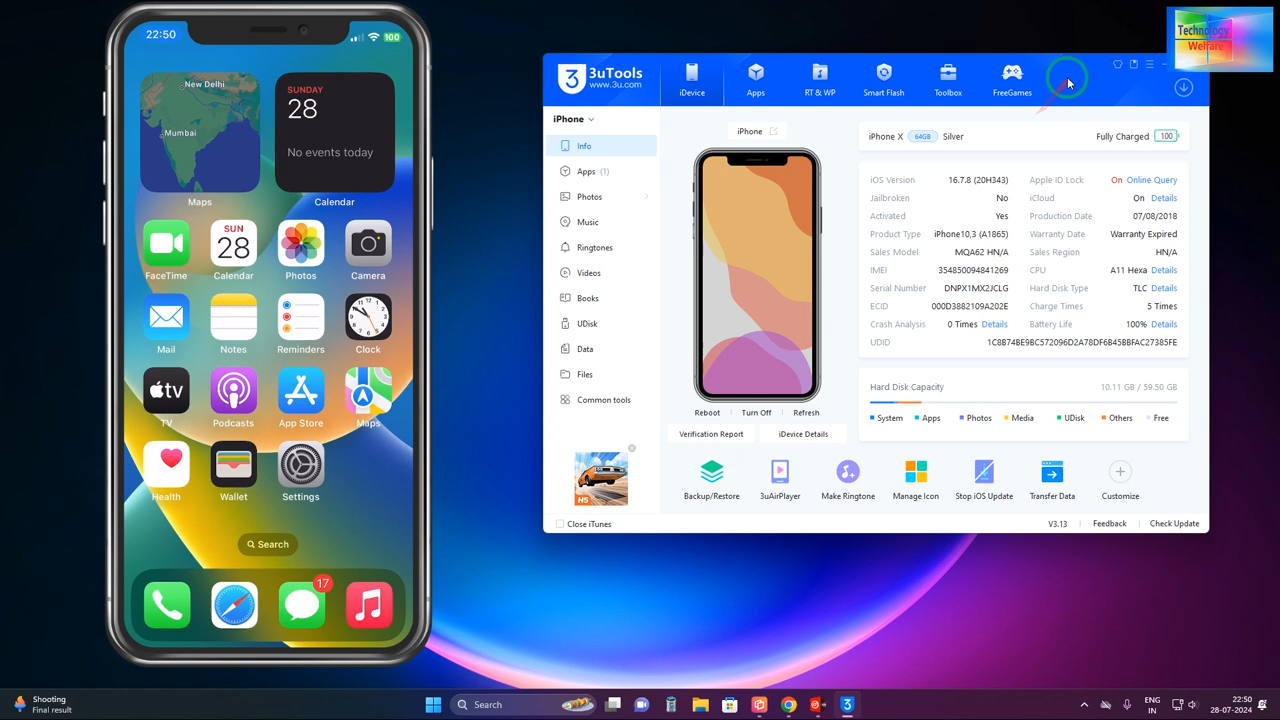 22:50
100
New Delhi
Mumbai
Maps
SUNDAY
28
No events today
Calendar
FaceTime
SUN
28
Calendar
Photos
Camera
Mail
Notes
Reminders
Clock
tv
TV
Podcasts
App Store
Maps
Health
Wallet
Settings
Search
17
Technology
Welfare
3
3uTools
www.3u.com
iDevice
Apps
RT & WP
Smart Flash
Toolbox
FreeGames
iPhone
Info
Apps (1)
Photos
Music
Ringtones
Videos
Books
UDisk
Data
Files
Common tools
H5
Close iTunes
iPhone
Reboot
Turn Off
Refresh
Verification Report
iDevice Details
iPhone X 64GB Silver
Fully Charged 100
iOS Version 16.7.8 (20H343) Apple ID Lock On Online Query
Jailbroken No iCloud On Details
Activated Yes Production Date 07/08/2018
Product Type iPhone10,3 (A1865) Warranty Date Warranty Expired
Sales Model MQA62 HN/A Sales Region HN/A
IMEI 354850094841269 CPU A11 Hexa Details
Serial Number DNPX1MX2JCLG Hard Disk Type TLC Details
ECID 000D3882109A202E Charge Times 5 Times
Crash Analysis 0 Times Details Battery Life 100% Details
UDID 1C8B74BE9BC572096D2A78DF6B45BBFAC27385FE
Hard Disk Capacity 10.11 GB / 59.50 GB
System Apps Photos Media UDisk Others Free
Backup/Restore
3uAirPlayer
Make Ringtone
Manage Icon
Stop iOS Update
Transfer Data
Customize
V3.13
Feedback
Check Update
Shooting
Final result
Search
3
ENG
IN
22:50
28-07-2024